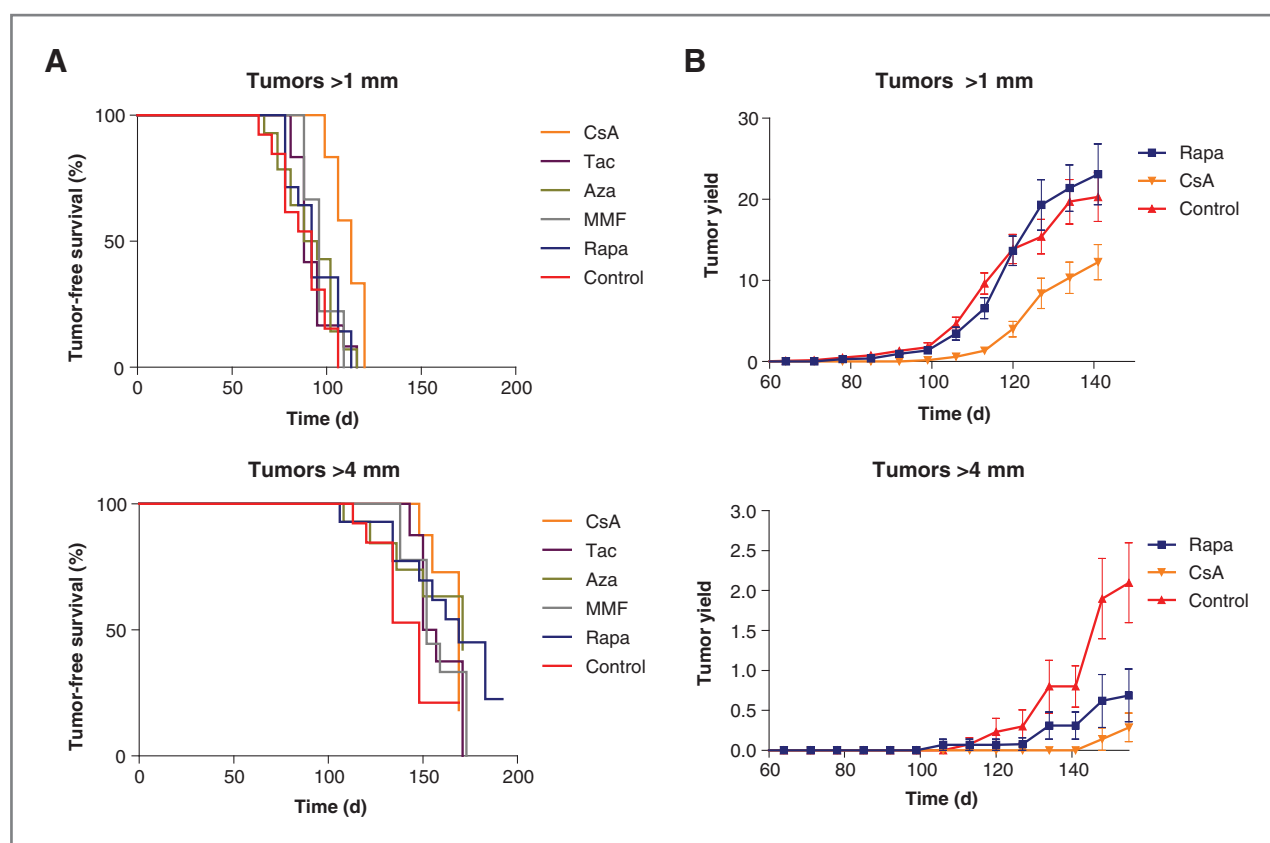 A
Tumors >1 mm
Tumor-free survival (%)
100
50
0
0 50 100 150 200
Time (d)
CsA
Tac
Aza
MMF
Rapa
Control
B
Tumors >1 mm
Tumor yield
30
20
10
0
60 80 100 120 140
Time (d)
Rapa
CsA
Control
Tumors >4 mm
Tumor-free survival (%)
100
50
0
0 50 100 150 200
Time (d)
CsA
Tac
Aza
MMF
Rapa
Control
Tumors >4 mm
Tumor yield
3.0
2.5
2.0
1.5
1.0
0.5
0.0
60 80 100 120 140
Time (d)
Rapa
CsA
Control